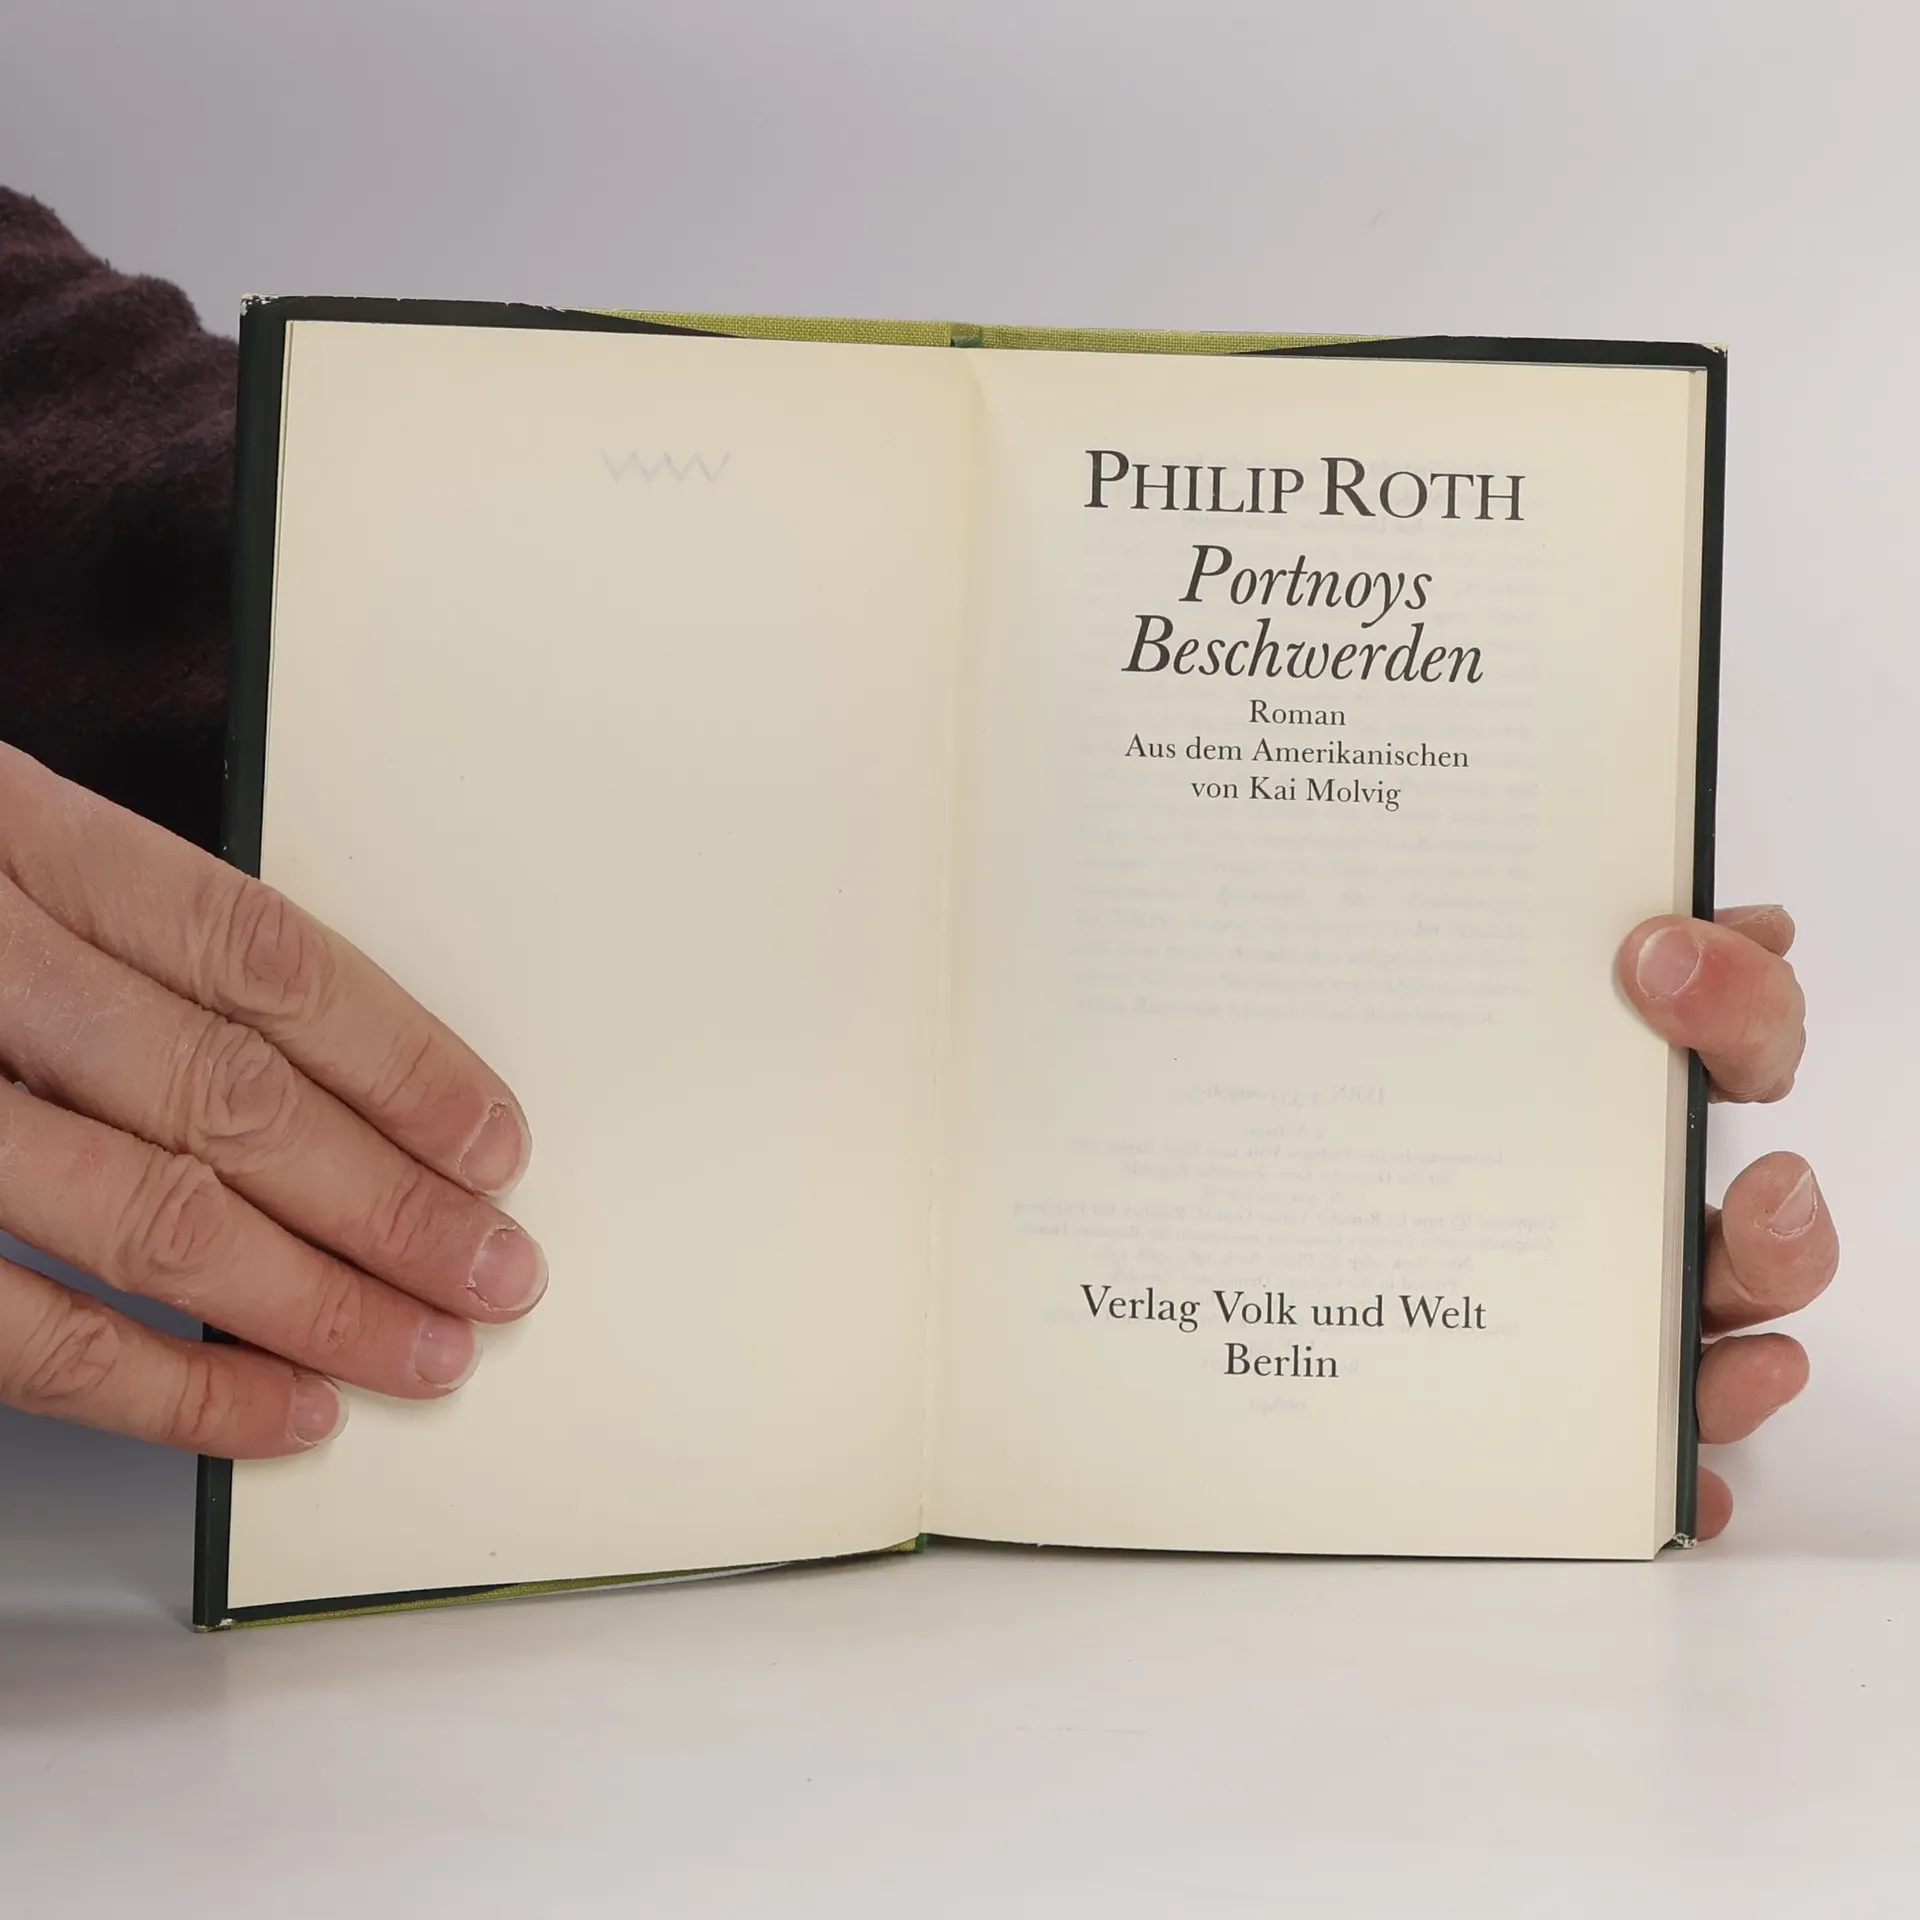 PHILIP ROTH
Portnoys
Beschwerden
Roman
Aus dem Amerikanischen
von Kai Molvig
Verlag Volk und Welt
Berlin